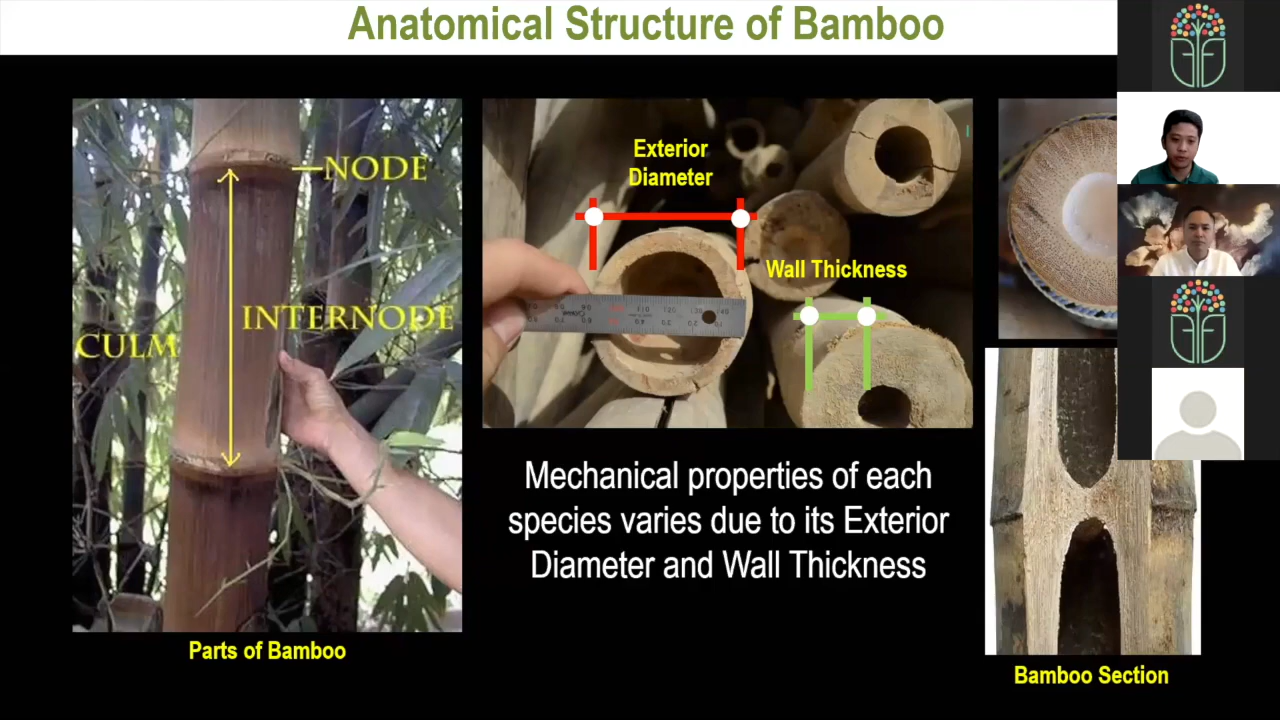 Anatomical Structure of Bamboo
NODE
INTERNODE
CULM
Parts of Bamboo
Exterior
Diameter
Wall Thickness
Mechanical properties of each
species varies due to its Exterior
Diameter and Wall Thickness
Bamboo Section